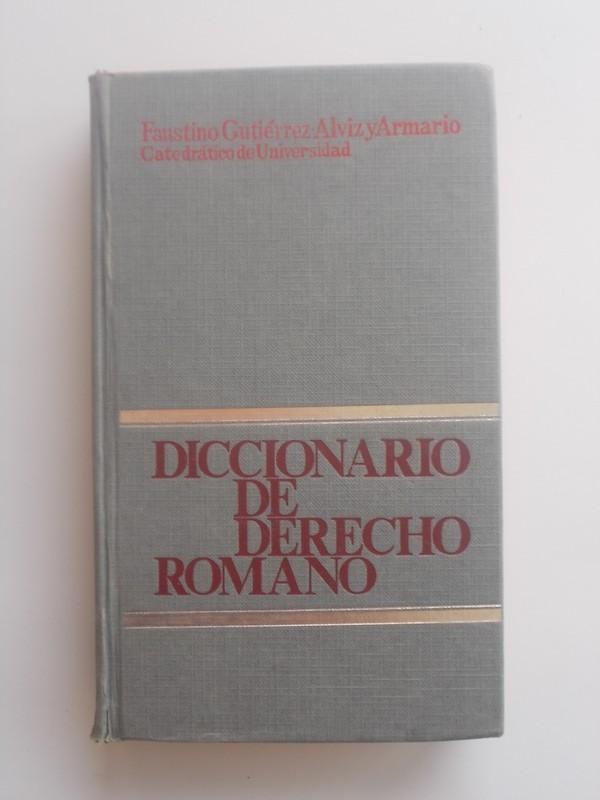 Faustino Gutiérrez-Alviz y Armario
Catedrático de Universidad
DICCIONARIO
DE
DERECHO
ROMANO